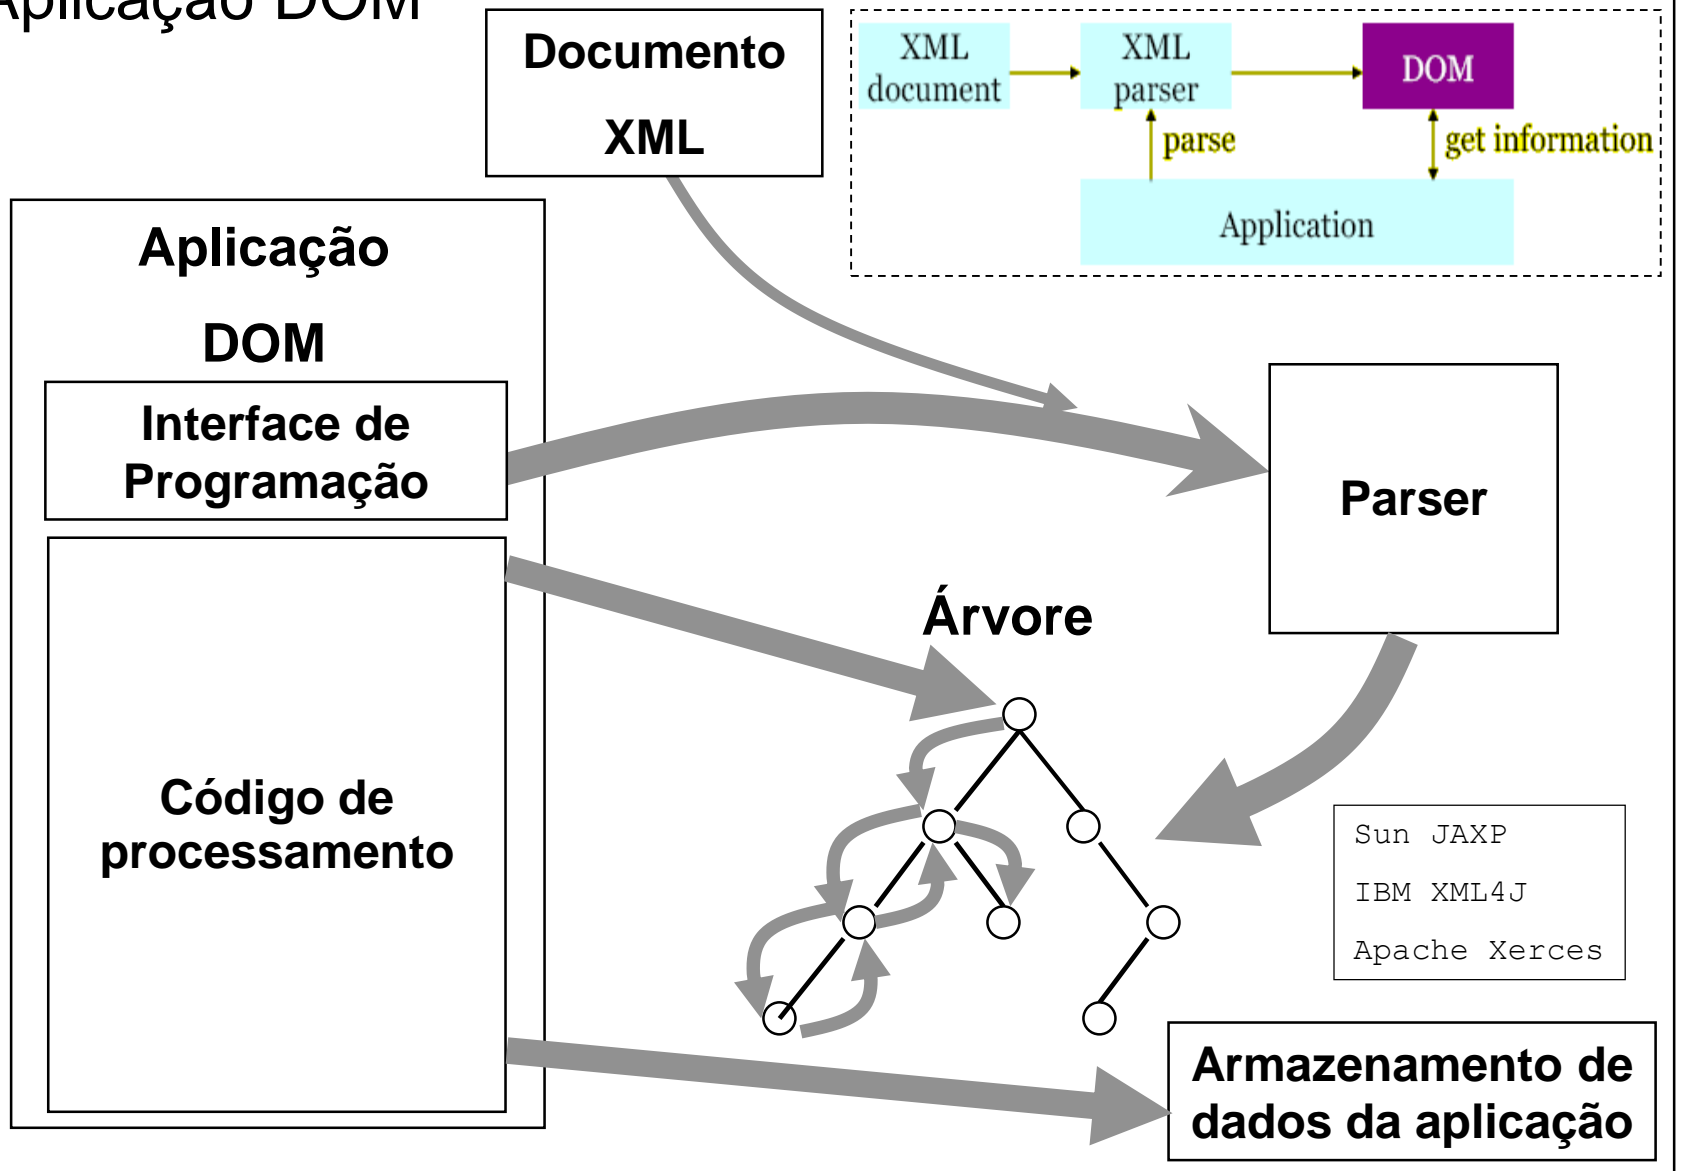 Aplicação DOM
Documento
XML
XML
document
XML
parser
DOM
parse
get information
Application
Aplicação
DOM
Interface de
Programação
Parser
Árvore
Código de
processamento
Sun JAXP
IBM XML4J
Apache Xerces
Armazenamento de
dados da aplicação